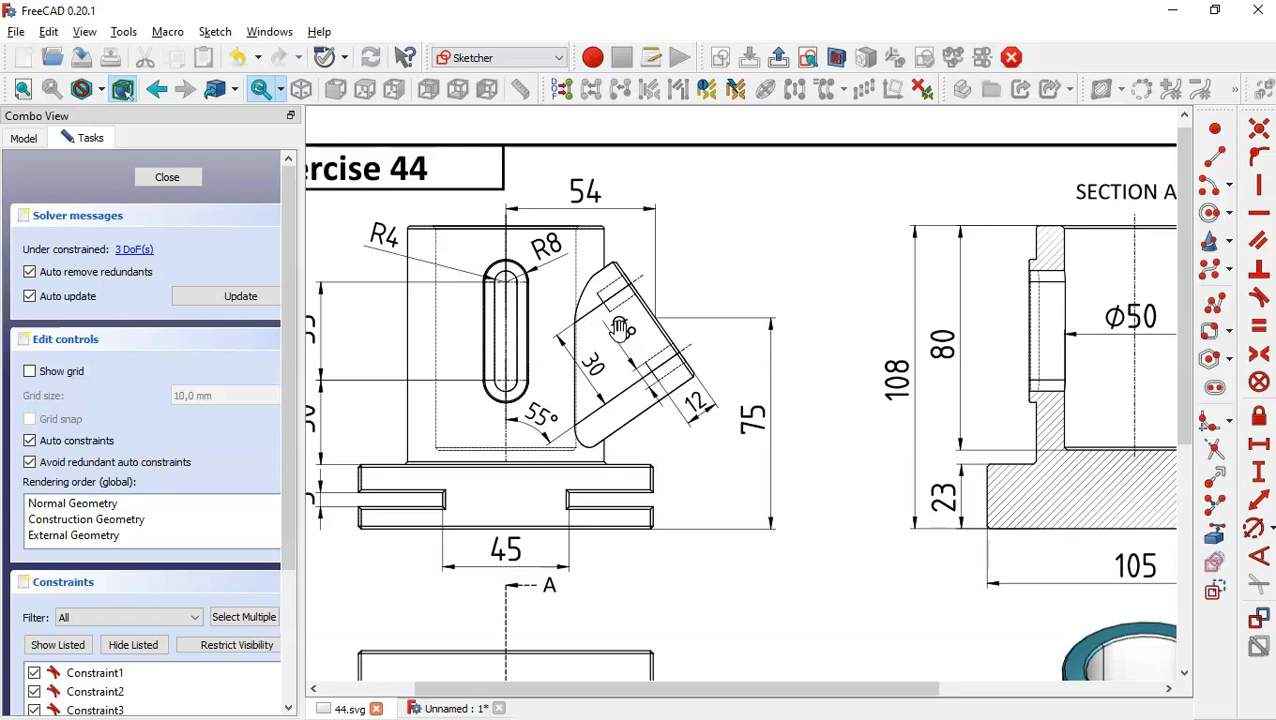 FreeCAD 0.20.1
File Edit View Tools Macro Sketch Windows Help
Sketcher
Combo View
Model Tasks
Close
Solver messages
Under constrained: 3 DoF(s)
Auto remove redundants
Auto update Update
Edit controls
Show grid
Grid size: 10,0 mm
Grid snap
Auto constraints
Avoid redundant auto constraints
Rendering order (global):
Normal Geometry
Construction Geometry
External Geometry
Constraints
Filter: All Select Multiple
Show Listed Hide Listed Restrict Visibility
Constraint1
Constraint2
Constraint3
ercise 44
SECTION A
54
R4 R8
30
55°
12
75
45
A
108
80
Φ50
23
105
44.svg Unnamed : 1*